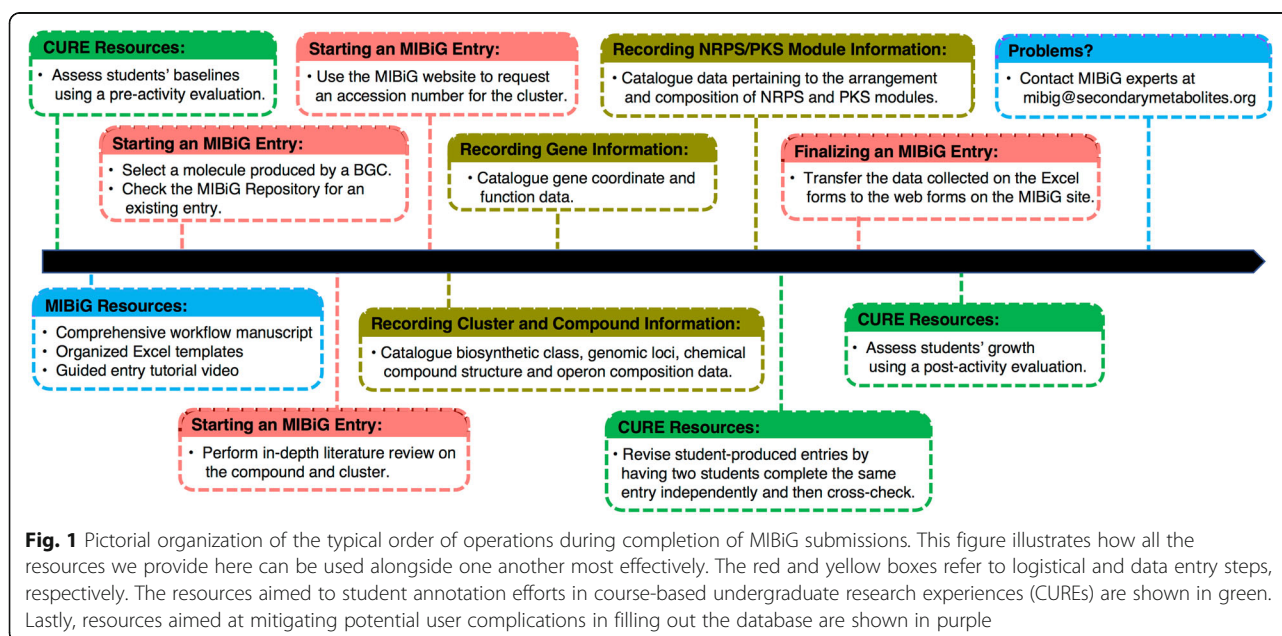 CURE Resources:
• Assess students’ baselines
using a pre-activity evaluation.
Starting an MIBiG Entry:
• Use the MIBiG website to request
an accession number for the cluster.
Recording NRPS/PKS Module Information:
• Catalogue data pertaining to the arrangement
and composition of NRPS and PKS modules.
Problems?
• Contact MIBiG experts at
mibig@secondarymetabolites.org
Starting an MIBiG Entry:
• Select a molecule produced by a BGC.
• Check the MIBiG Repository for an
existing entry.
Recording Gene Information:
• Catalogue gene coordinate and
function data.
Finalizing an MIBiG Entry:
• Transfer the data collected on the Excel
forms to the web forms on the MIBiG site.
MIBiG Resources:
• Comprehensive workflow manuscript
• Organized Excel templates
• Guided entry tutorial video
Recording Cluster and Compound Information:
• Catalogue biosynthetic class, genomic loci, chemical
compound structure and operon composition data.
CURE Resources:
• Assess students’ growth
using a post-activity evaluation.
Starting an MIBiG Entry:
• Perform in-depth literature review on
the compound and cluster.
CURE Resources:
• Revise student-produced entries by
having two students complete the same
entry independently and then cross-check.
Fig. 1 Pictorial organization of the typical order of operations during completion of MIBiG submissions. This figure illustrates how all the
resources we provide here can be used alongside one another most effectively. The red and yellow boxes refer to logistical and data entry steps,
respectively. The resources aimed to student annotation efforts in course-based undergraduate research experiences (CUREs) are shown in green.
Lastly, resources aimed at mitigating potential user complications in filling out the database are shown in purple